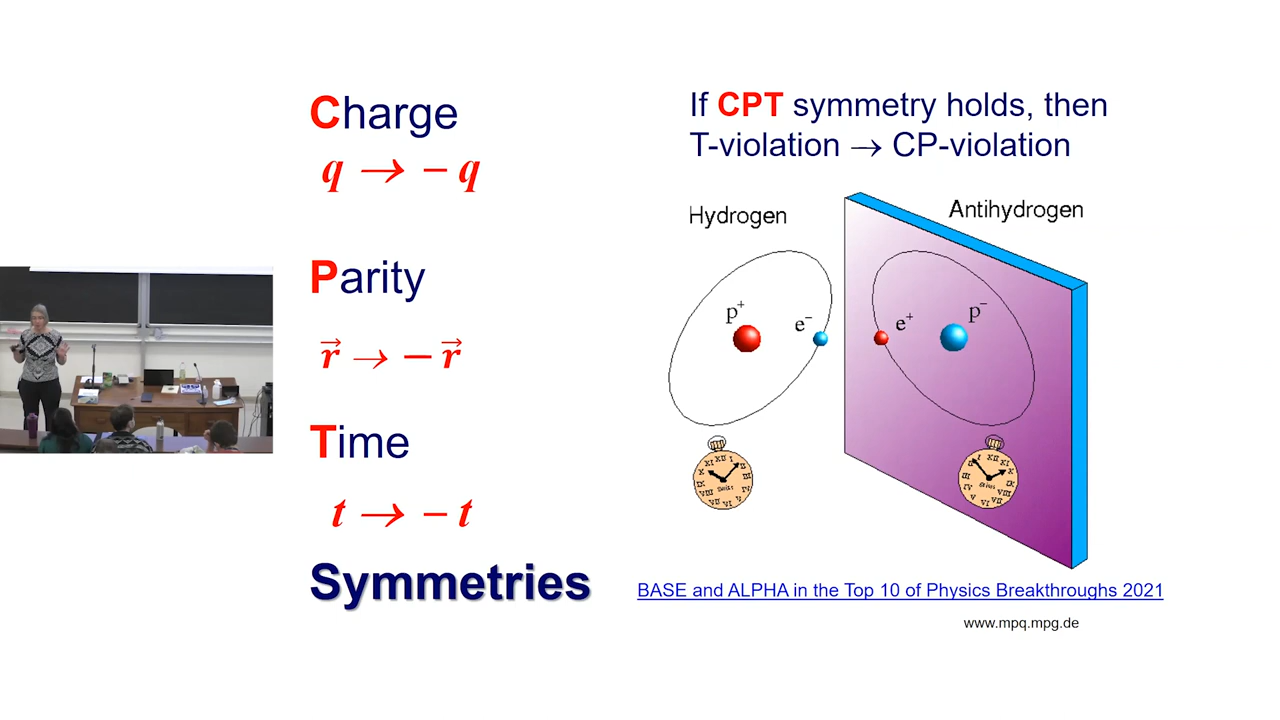 Charge
q → − q
Parity
r⃗ → − r⃗
Time
t → − t
Symmetries
If CPT symmetry holds, then
T-violation → CP-violation
Hydrogen
Antihydrogen
p⁺
e⁻
e⁺
p⁻
BASE and ALPHA in the Top 10 of Physics Breakthroughs 2021
www.mpq.mpg.de